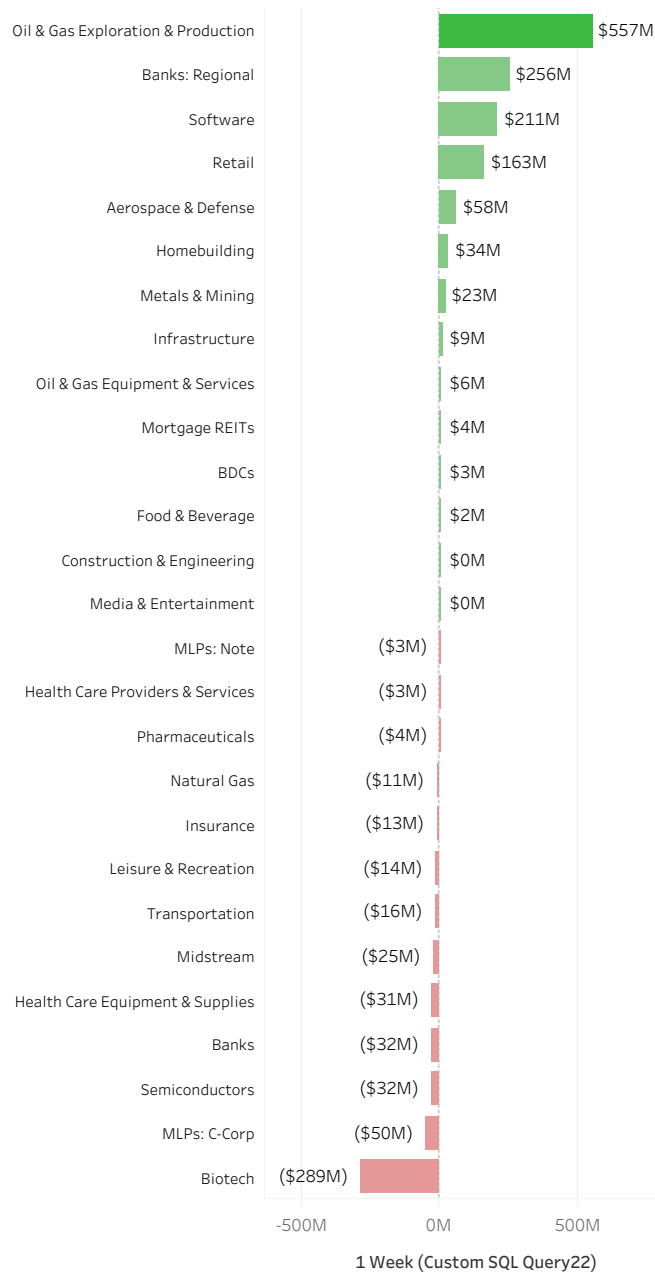 Oil & Gas Exploration & Production $557M
Banks: Regional $256M
Software $211M
Retail $163M
Aerospace & Defense $58M
Homebuilding $34M
Metals & Mining $23M
Infrastructure $9M
Oil & Gas Equipment & Services $6M
Mortgage REITs $4M
BDCs $3M
Food & Beverage $2M
Construction & Engineering $0M
Media & Entertainment $0M
MLPs: Note ($3M)
Health Care Providers & Services ($3M)
Pharmaceuticals ($4M)
Natural Gas ($11M)
Insurance ($13M)
Leisure & Recreation ($14M)
Transportation ($16M)
Midstream ($25M)
Health Care Equipment & Supplies ($31M)
Banks ($32M)
Semiconductors ($32M)
MLPs: C-Corp ($50M)
Biotech ($289M)
-500M 0M 500M
1 Week (Custom SQL Query22)